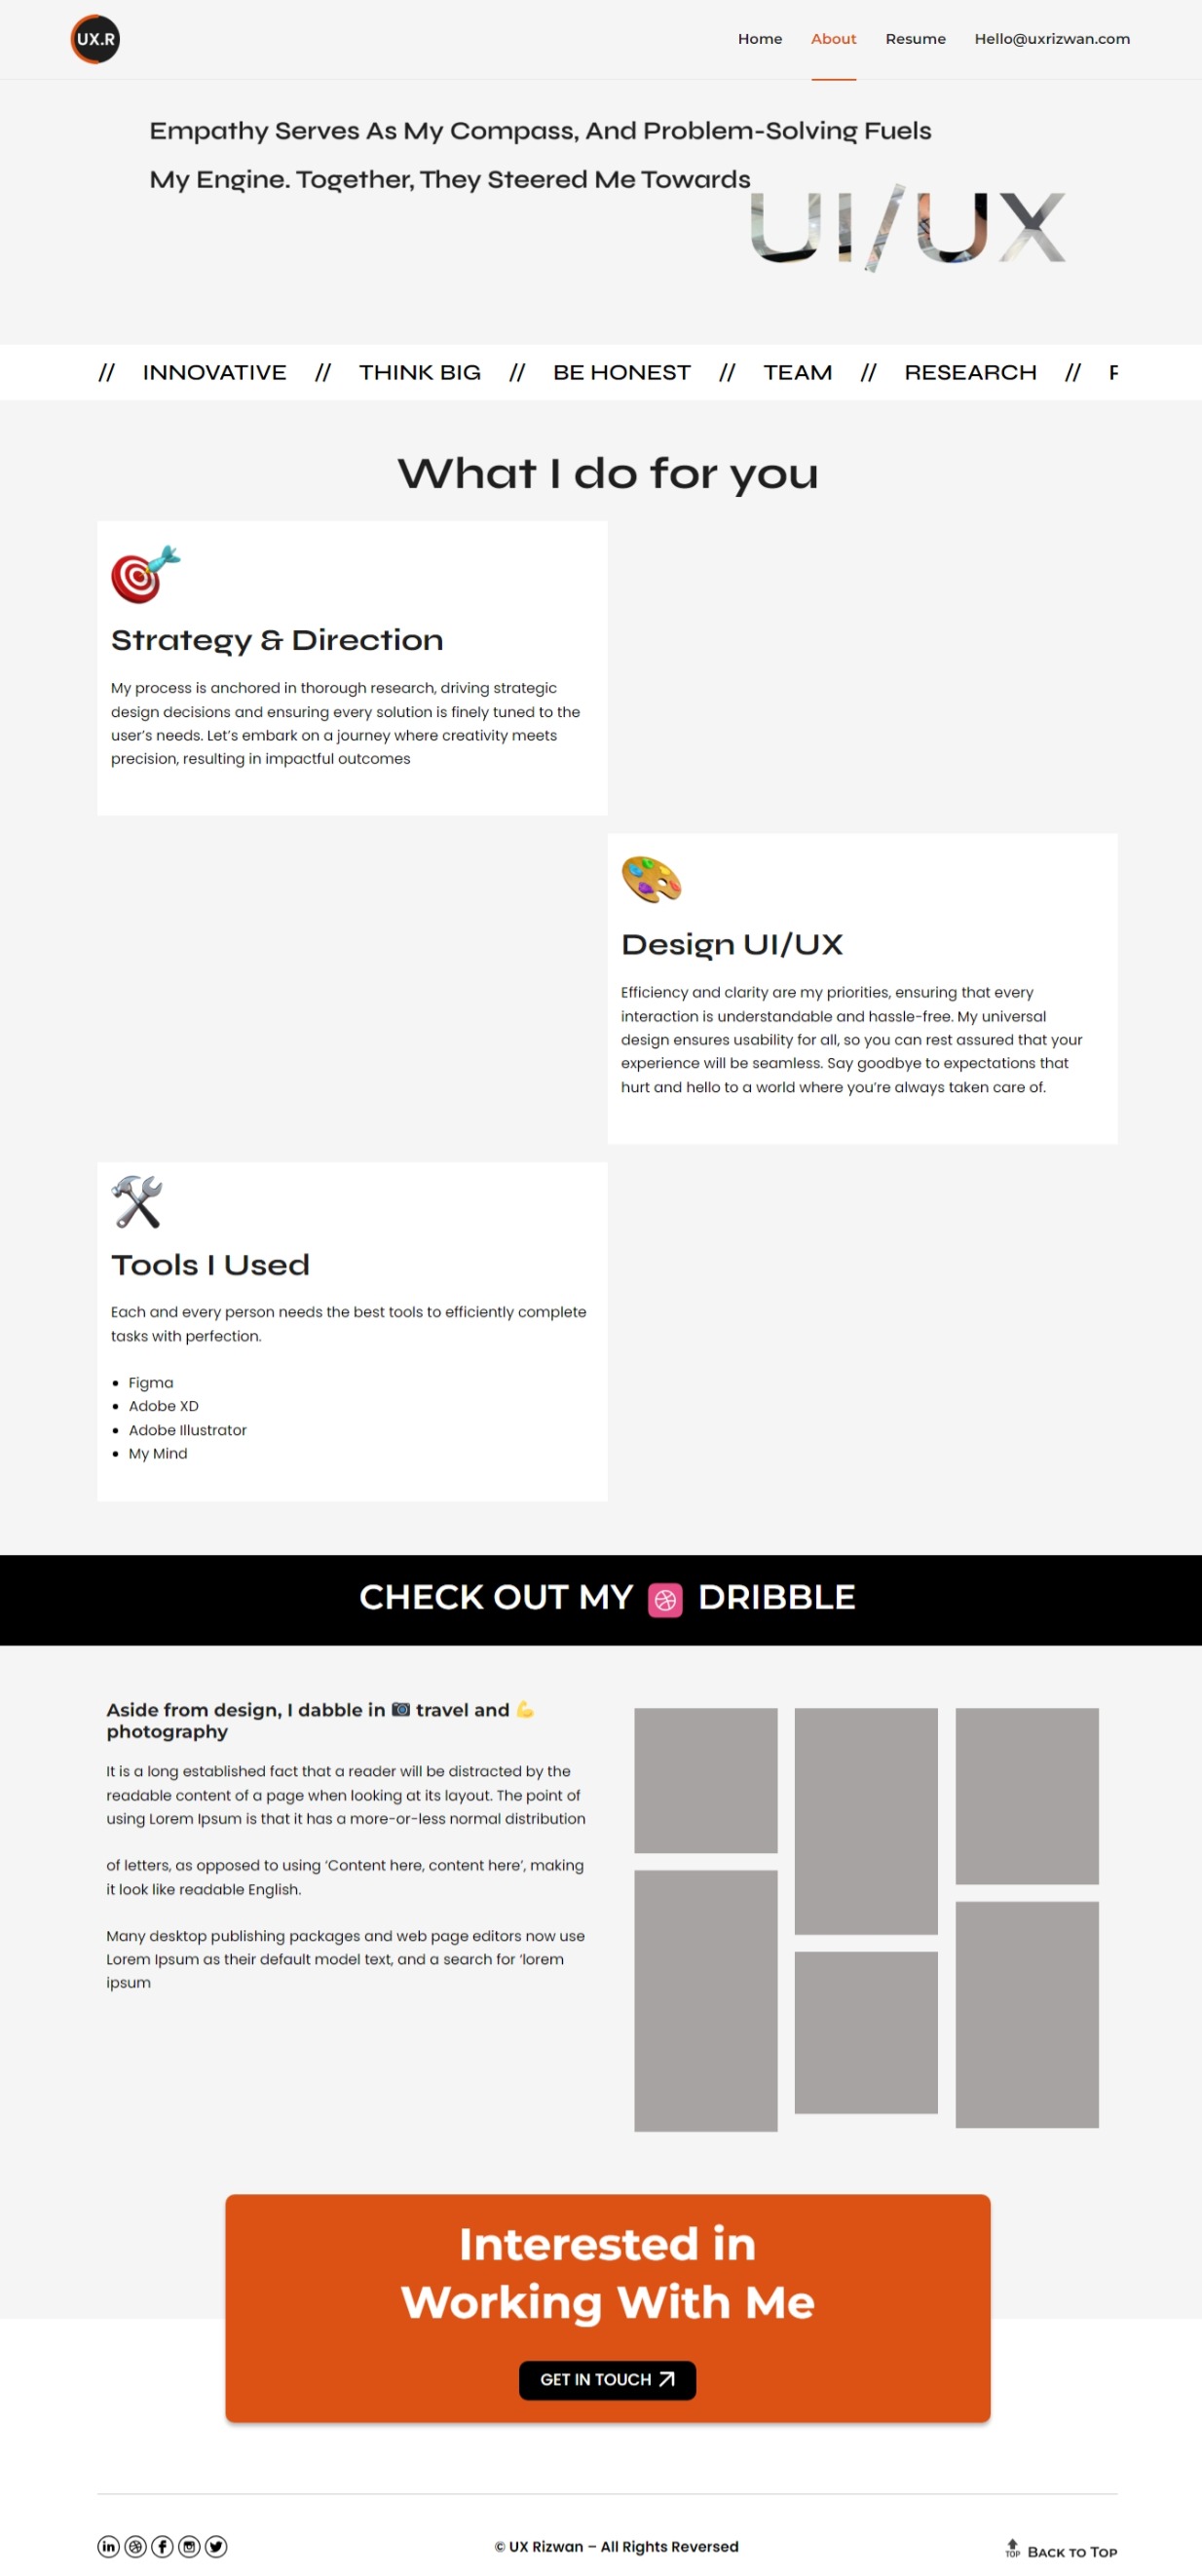 UX.R
Home
About
Resume
Hello@uxrizwan.com
Empathy Serves As My Compass, And Problem-Solving Fuels
My Engine. Together, They Steered Me Towards
UI/UX
// INNOVATIVE // THINK BIG // BE HONEST // TEAM // RESEARCH //
What I do for you
Strategy & Direction
My process is anchored in thorough research, driving strategic
design decisions and ensuring every solution is finely tuned to the
user’s needs. Let’s embark on a journey where creativity meets
precision, resulting in impactful outcomes
Design UI/UX
Efficiency and clarity are my priorities, ensuring that every
interaction is understandable and hassle-free. My universal
design ensures usability for all, so you can rest assured that your
experience will be seamless. Say goodbye to expectations that
hurt and hello to a world where you’re always taken care of.
Tools I Used
Each and every person needs the best tools to efficiently complete
tasks with perfection.
• Figma
• Adobe XD
• Adobe Illustrator
• My Mind
CHECK OUT MY DRIBBLE
Aside from design, I dabble in 📷 travel and 💪
photography
It is a long established fact that a reader will be distracted by the
readable content of a page when looking at its layout. The point of
using Lorem Ipsum is that it has a more-or-less normal distribution
of letters, as opposed to using ‘Content here, content here’, making
it look like readable English.
Many desktop publishing packages and web page editors now use
Lorem Ipsum as their default model text, and a search for ‘lorem
ipsum
Interested in
Working With Me
GET IN TOUCH
© UX Rizwan – All Rights Reversed
TOP Back to Top